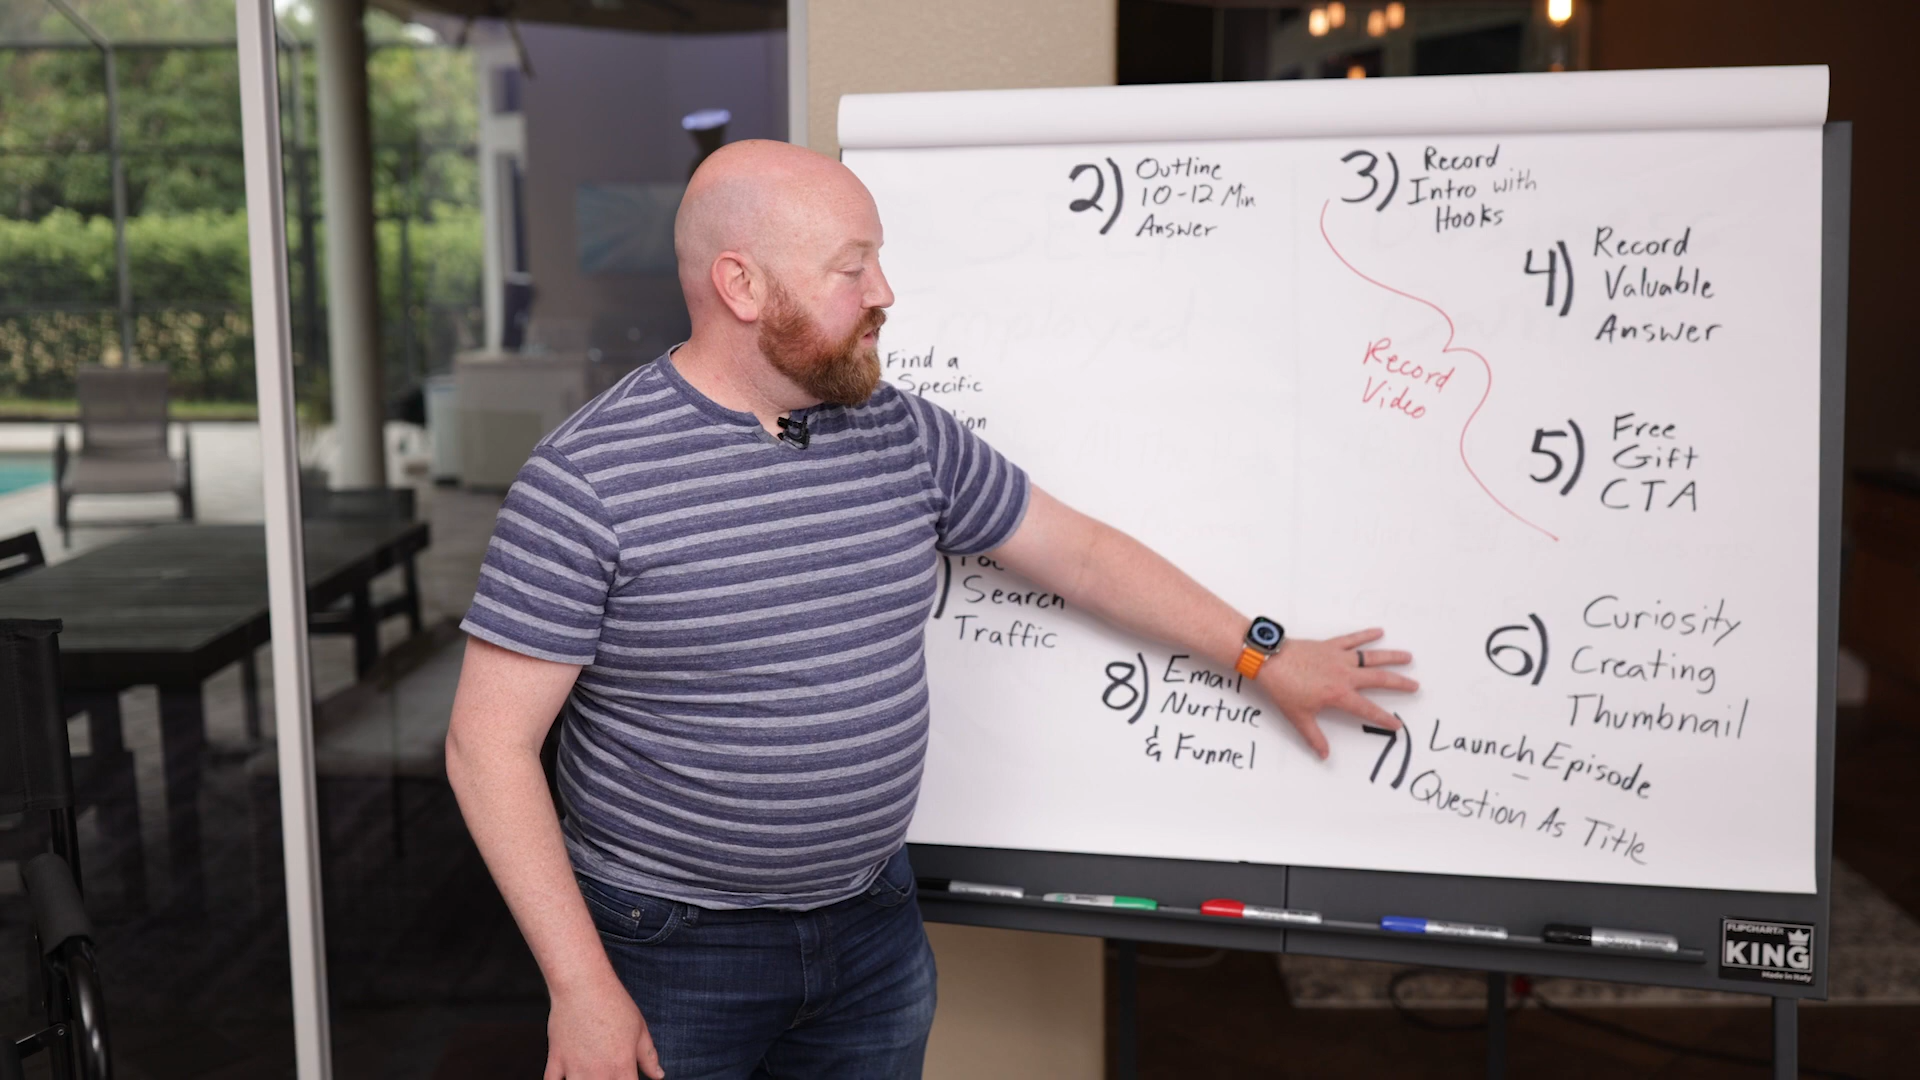 2) Outline
10-12 Min
Answer
3) Record
Intro with
Hooks
4) Record
Valuable
Answer
Record
Video
5) Free
Gift
CTA
6) Curiosity
Creating
Thumbnail
7) Launch Episode
Question As Title
8) Email
Nurture
& Funnel
)
Search
Traffic
Find a
Specific
FLIPCHARTX
KING
Made in Italy